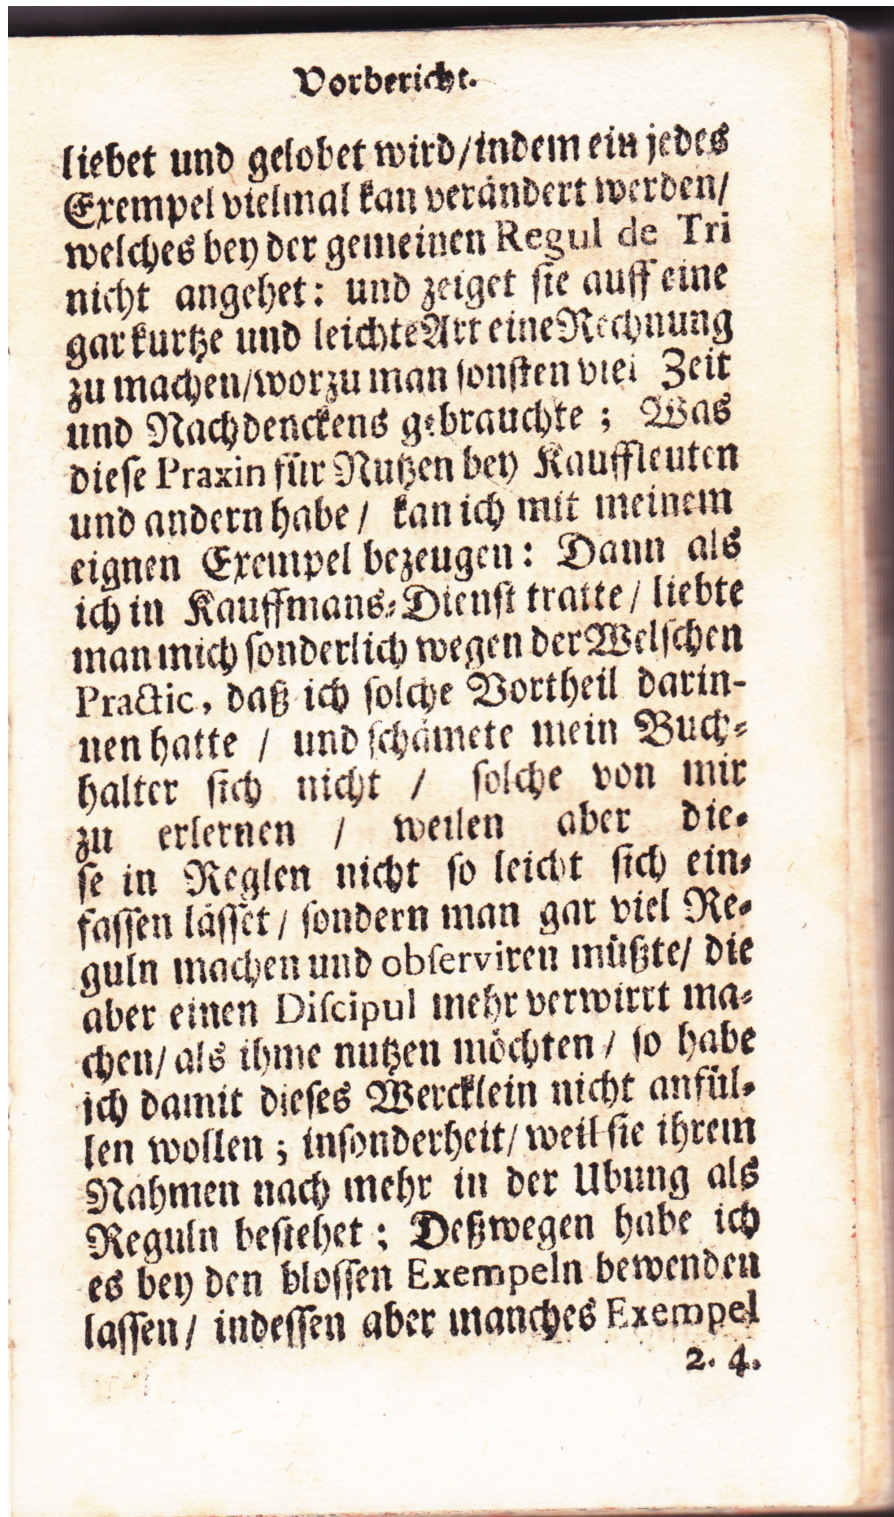 Vorbericht.
liebet und gelobet wird/indem ein jedes
Exempel vielmal kan verändert werden/
welches bey der gemeinen Regul de Tri
nicht angehet: und zeiget sie auff eine
gar kurtze und leichte Art eine Rechnung
zu machen/worzu man sonsten viel Zeit
und Nachdenckens gebrauchte; Was
diese Praxin für Nutzen bey Kauffleuten
und andern habe/ kan ich mit meinem
eignen Exempel bezeugen: Dann als
ich in Kauffmans-Dienst tratte/ liebte
man mich sonderlich wegen der Welschen
Practic, daß ich solche Vortheil darin-
nen hatte / und schämete mein Buch-
halter sich nicht / solche von mir
zu erlernen / weilen aber die-
se in Reglen nicht so leicht sich ein-
fassen lässet/ sondern man gar viel Re-
guln machen und observiren müßte/ die
aber einen Discipul mehr verwirrt ma-
chen/ als ihme nutzen möchten/ so habe
ich damit dieses Wercklein nicht anfül-
len wollen; insonderheit/ weil sie ihrem
Nahmen nach mehr in der Ubung als
Reguln bestehet; Deßwegen habe ich
es bey den blossen Exempeln bewenden
lassen/ indessen aber manches Exempel
2. 4.